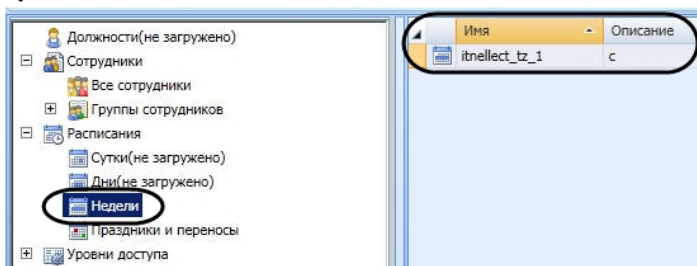 Должности(не загружено)
Сотрудники
Все сотрудники
Группы сотрудников
Расписания
Сутки(не загружено)
Дни(не загружено)
Недели
Праздники и переносы
Уровни доступа
Имя Описание
itnellect_tz_1 с